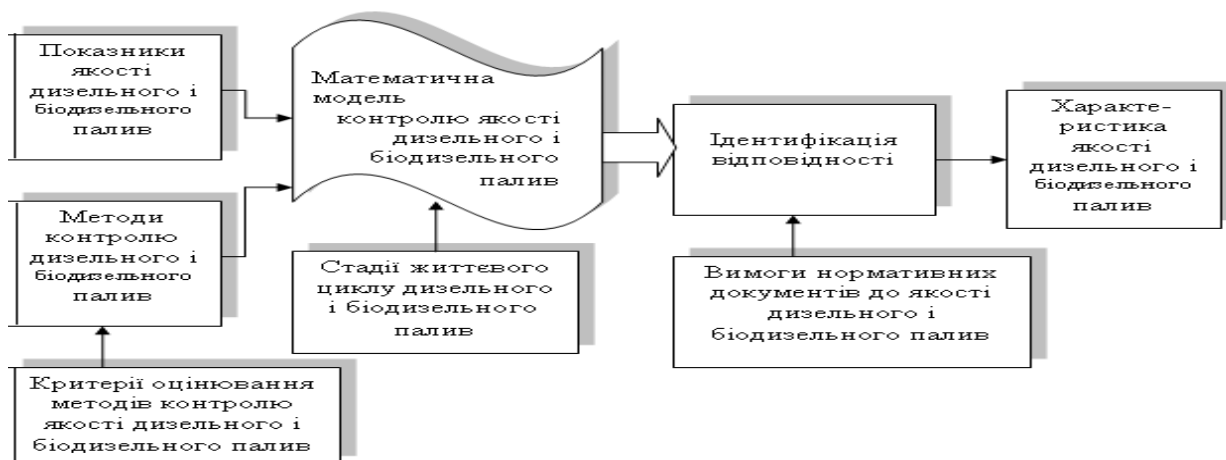 Показники
якості
дизельного і
біодизельного
палив
Математична
модель
контролю якості
дизельного і
біодизельного
палив
Ідентифікація
відповідності
Характе-
ристика
якості
дизельного і
біодизельного
палив
Методи
контролю
дизельного і
біодизельного
палив
Стадії життєвого
циклу дизельного
і біодизельного
палив
Вимоги нормативних
документів до якості
дизельного і
біодизельного палив
Критерії оцінювання
методів контролю
якості дизельного і
біодизельного палив